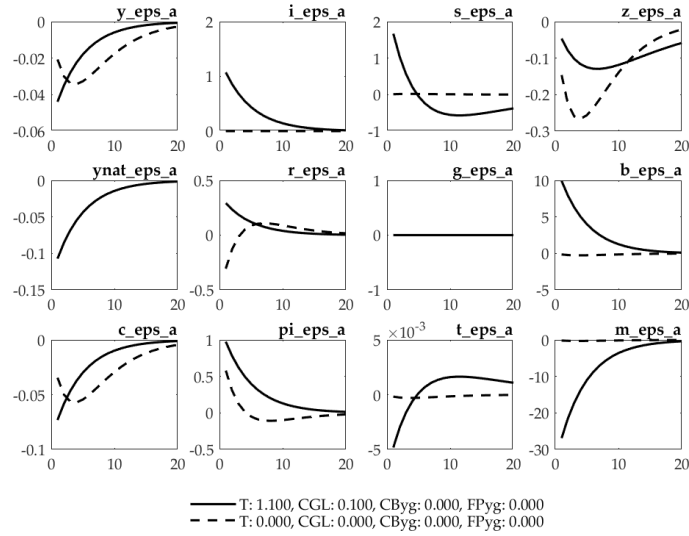 y_eps_a i_eps_a s_eps_a z_eps_a
0 2 2 0
-0.02 1 0 -0.1
-0.04 1 -0.2
-0.06 0 -1 -0.3
0 10 20 0 10 20 0 10 20 0 10 20
ynat_eps_a r_eps_a g_eps_a b_eps_a
0 0.5 1 10
-0.05 0 0 5
-0.1 0
-0.15 -0.5 -1 -5
0 10 20 0 10 20 0 10 20 0 10 20
c_eps_a pi_eps_a t_eps_a m_eps_a
×10⁻³
0 1 5 0
-0.05 0.5 0 -10
0 -20
-0.1 0.5 -5 -30
0 10 20 0 10 20 0 10 20 0 10 20
T: 1.100, CGL: 0.100, CByg: 0.000, FPyg: 0.000
T: 0.000, CGL: 0.000, CByg: 0.000, FPyg: 0.000